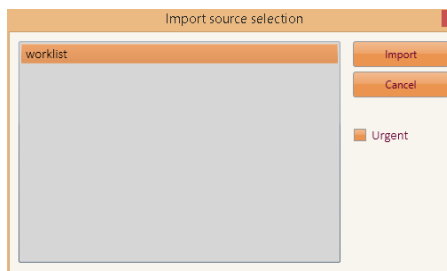 Import source selection
worklist
Import
Cancel
Urgent